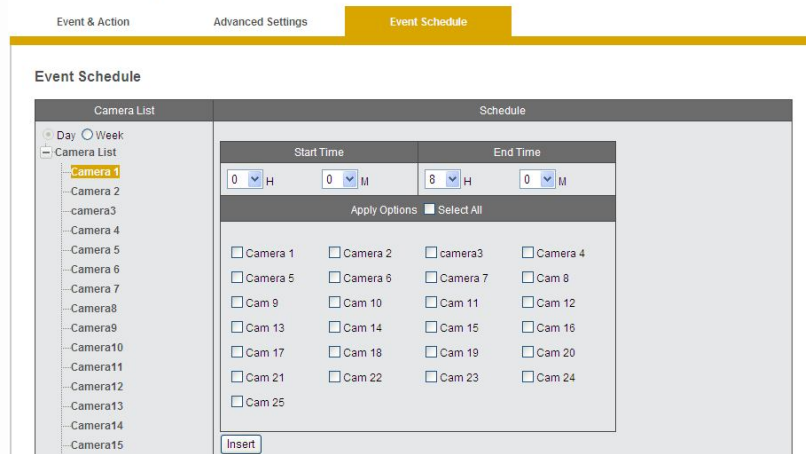 Event & Action Advanced Settings Event Schedule
Event Schedule
Camera List Schedule
Day Week
Camera List
Camera 1
Camera 2
camera3
Camera 4
Camera 5
Camera 6
Camera 7
Camera8
Camera9
Camera10
Camera11
Camera12
Camera13
Camera14
Camera15
Start Time End Time
0 H 0 M 8 H 0 M
Apply Options Select All
Camera 1 Camera 2 camera3 Camera 4
Camera 5 Camera 6 Camera 7 Cam 8
Cam 9 Cam 10 Cam 11 Cam 12
Cam 13 Cam 14 Cam 15 Cam 16
Cam 17 Cam 18 Cam 19 Cam 20
Cam 21 Cam 22 Cam 23 Cam 24
Cam 25
Insert